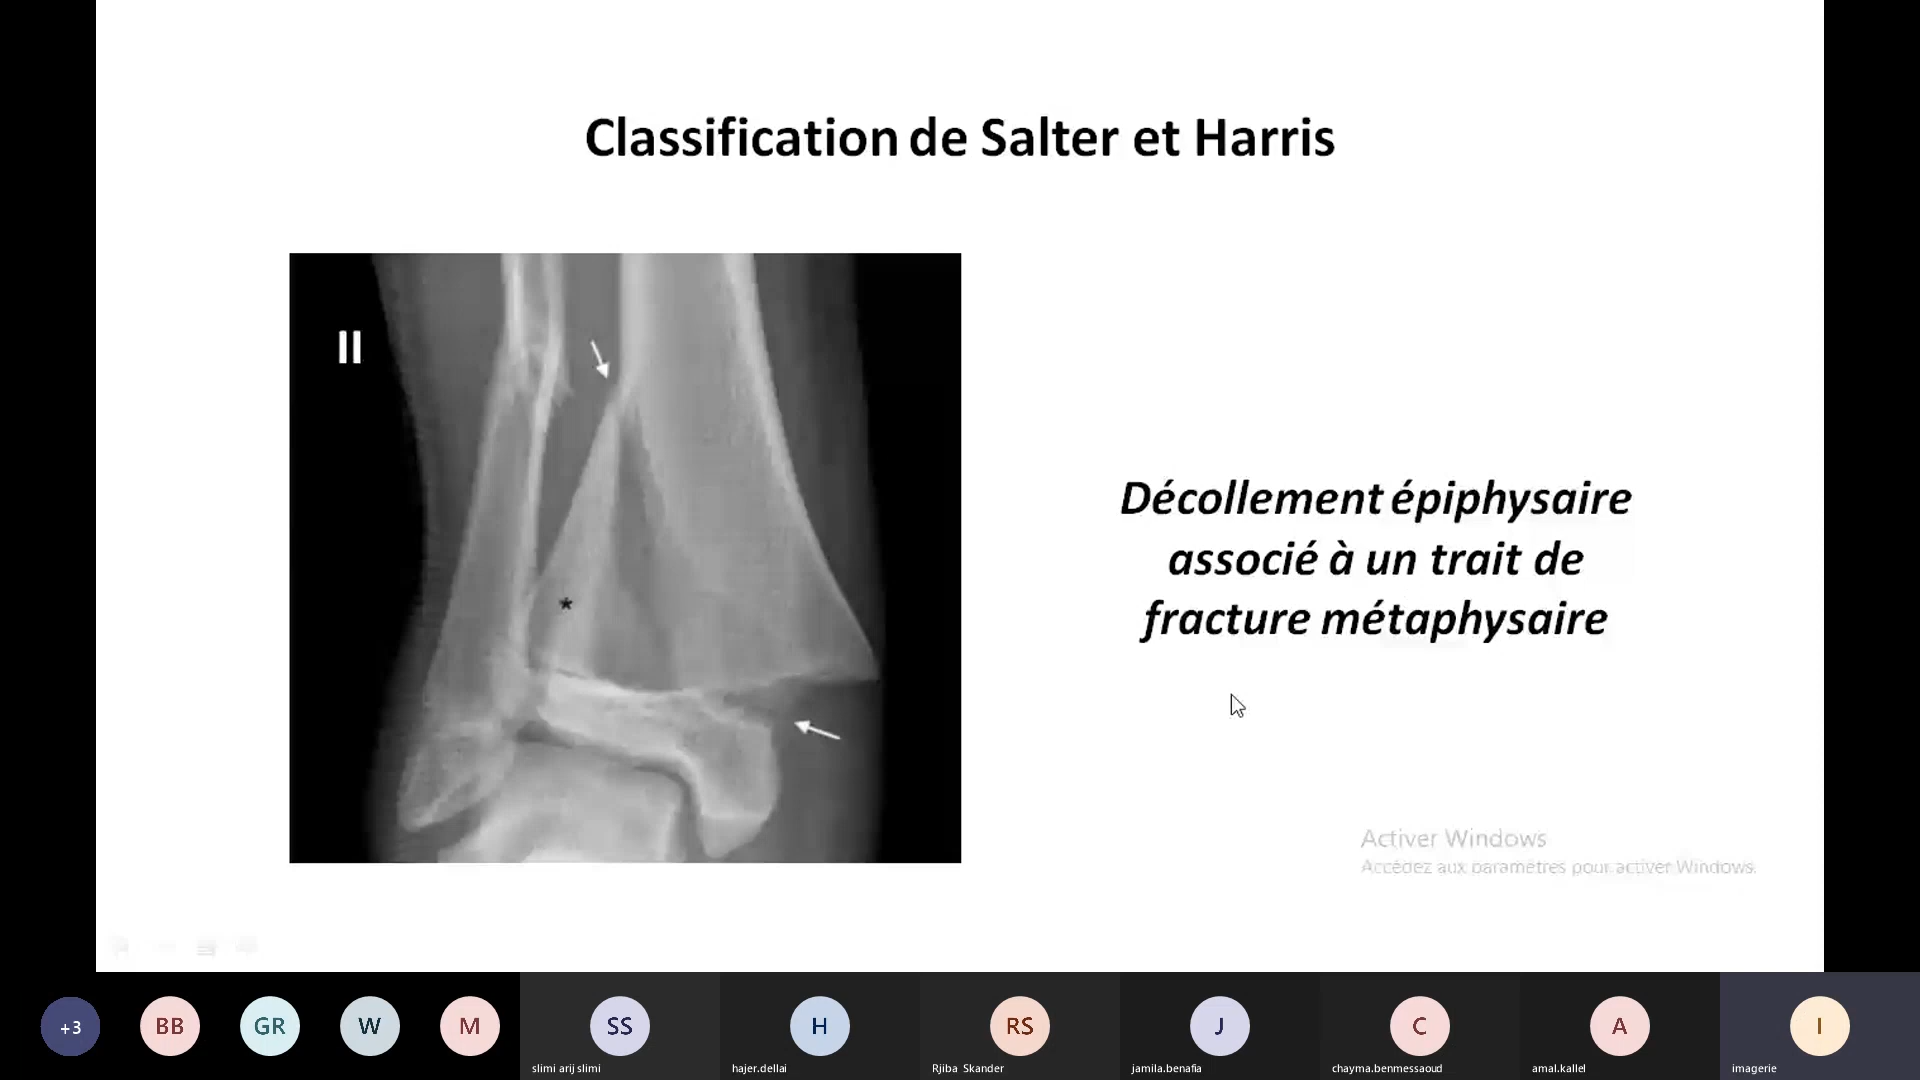 Classification de Salter et Harris
II
*
Décollement épiphysaire
associé à un trait de
fracture métaphysaire
Activer Windows
Accédez aux paramètres pour activer Windows.
+3
BB
GR
W
M
SS
H
RS
J
C
A
I
slimi arij slimi
hajer.dellai
Rjiba Skander
jamila.benafia
chayma.benmessaoud
amal.kallel
imagerie